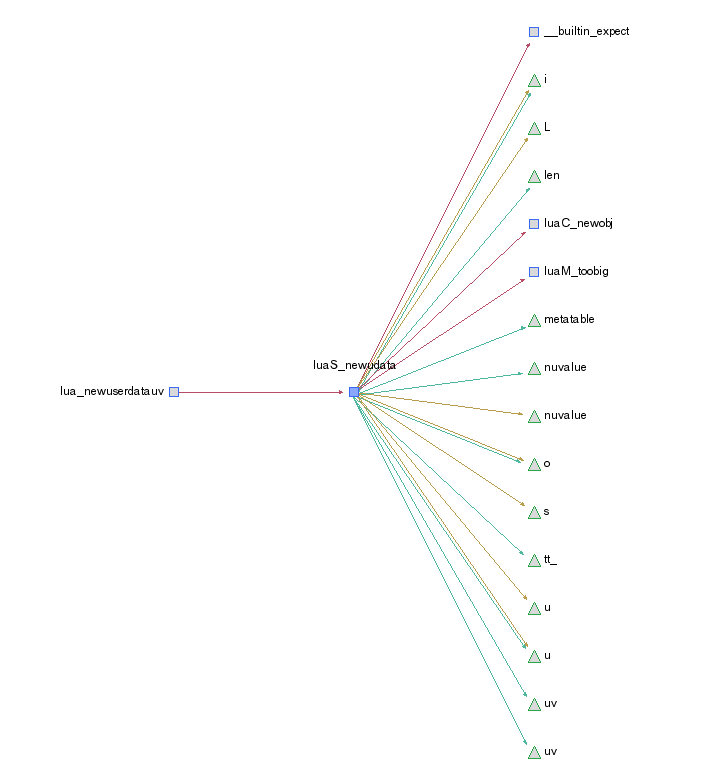 __builtin_expect
i
L
len
luaC_newobj
luaM_toobig
metatable
luaS_newudata
nuvalue
lua_newuserdatauv
nuvalue
o
s
tt_
u
u
uv
uv